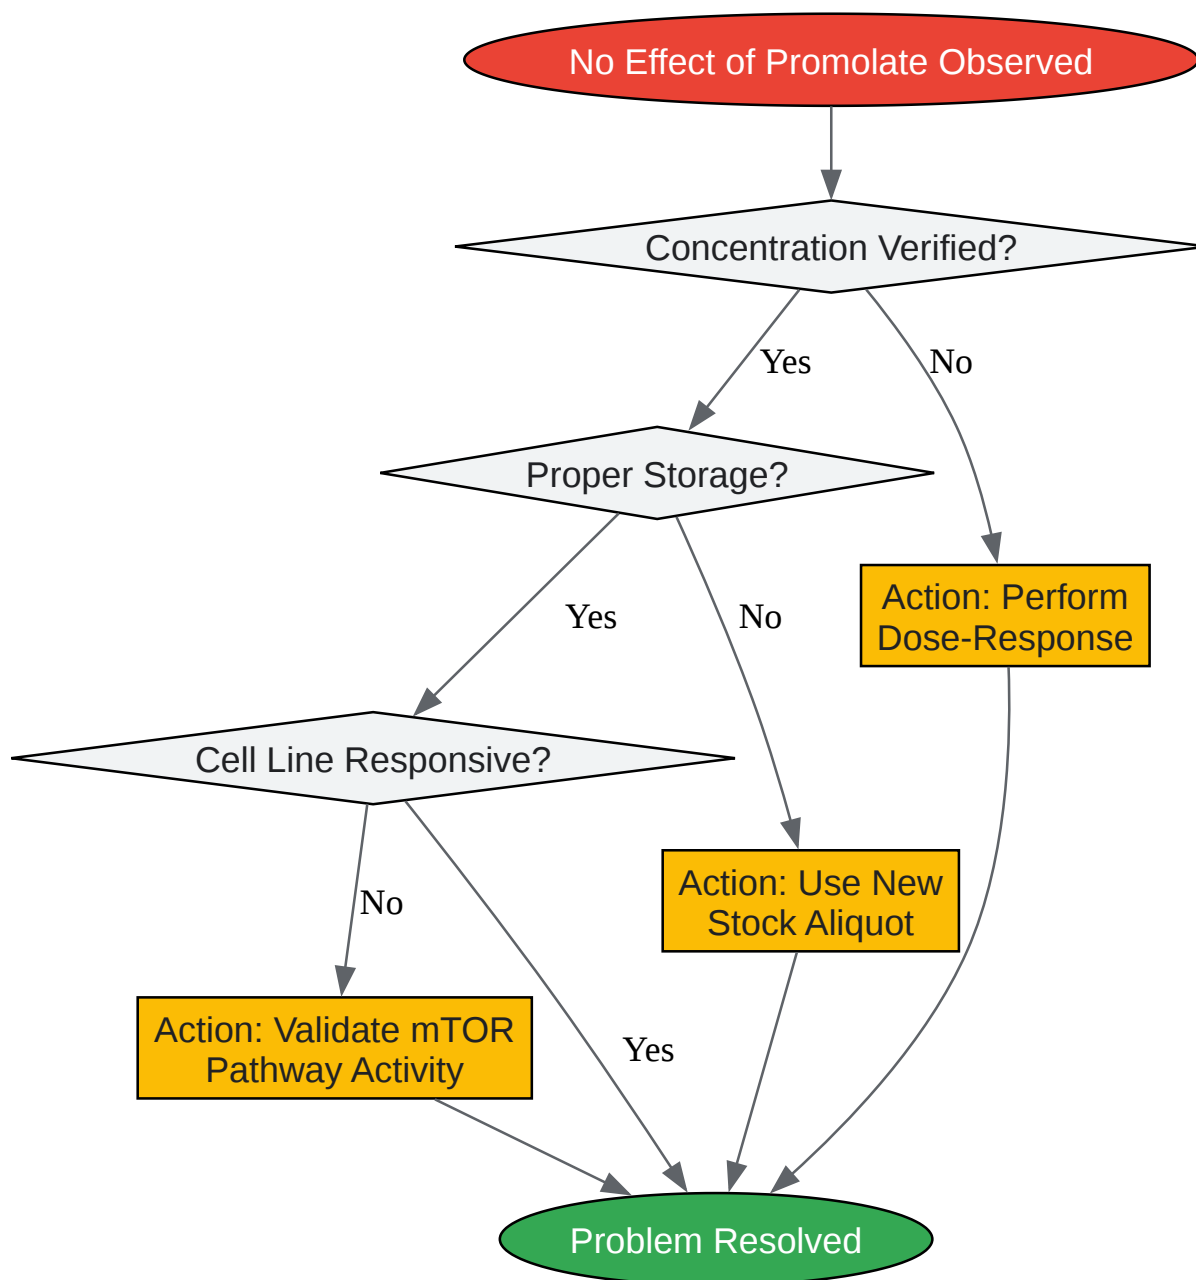 No Effect of Promolate Observed
Concentration Verified?
Yes
No
Proper Storage?
Yes
No
Action: Perform
Dose-Response
Cell Line Responsive?
No
Yes
Action: Use New
Stock Aliquot
Action: Validate mTOR
Pathway Activity
Problem Resolved